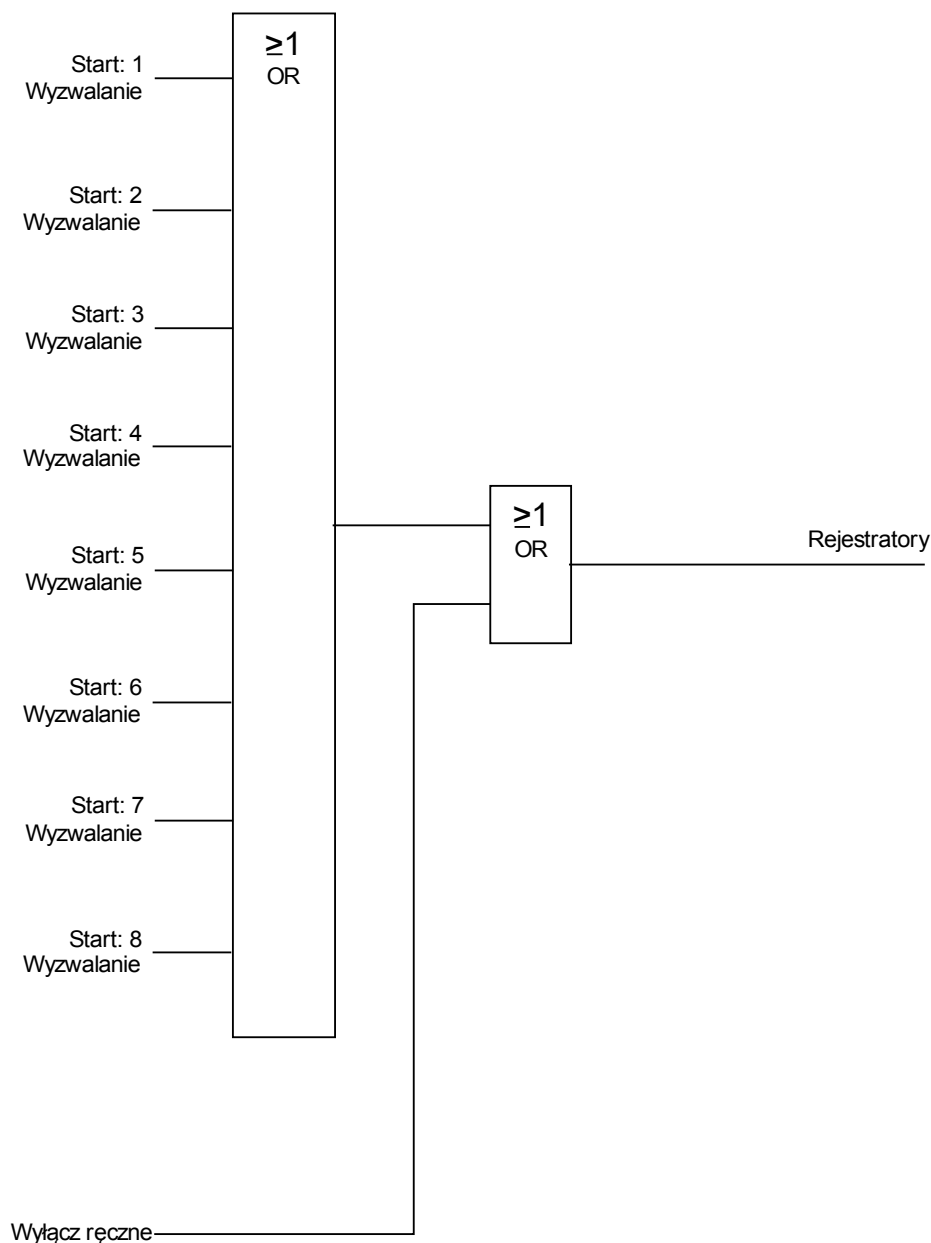 ≥1
OR
Start: 1
Wyzwalanie
Start: 2
Wyzwalanie
Start: 3
Wyzwalanie
Start: 4
Wyzwalanie
≥1
OR
Rejestratory
Start: 5
Wyzwalanie
Start: 6
Wyzwalanie
Start: 7
Wyzwalanie
Start: 8
Wyzwalanie
Wyłącz ręczne